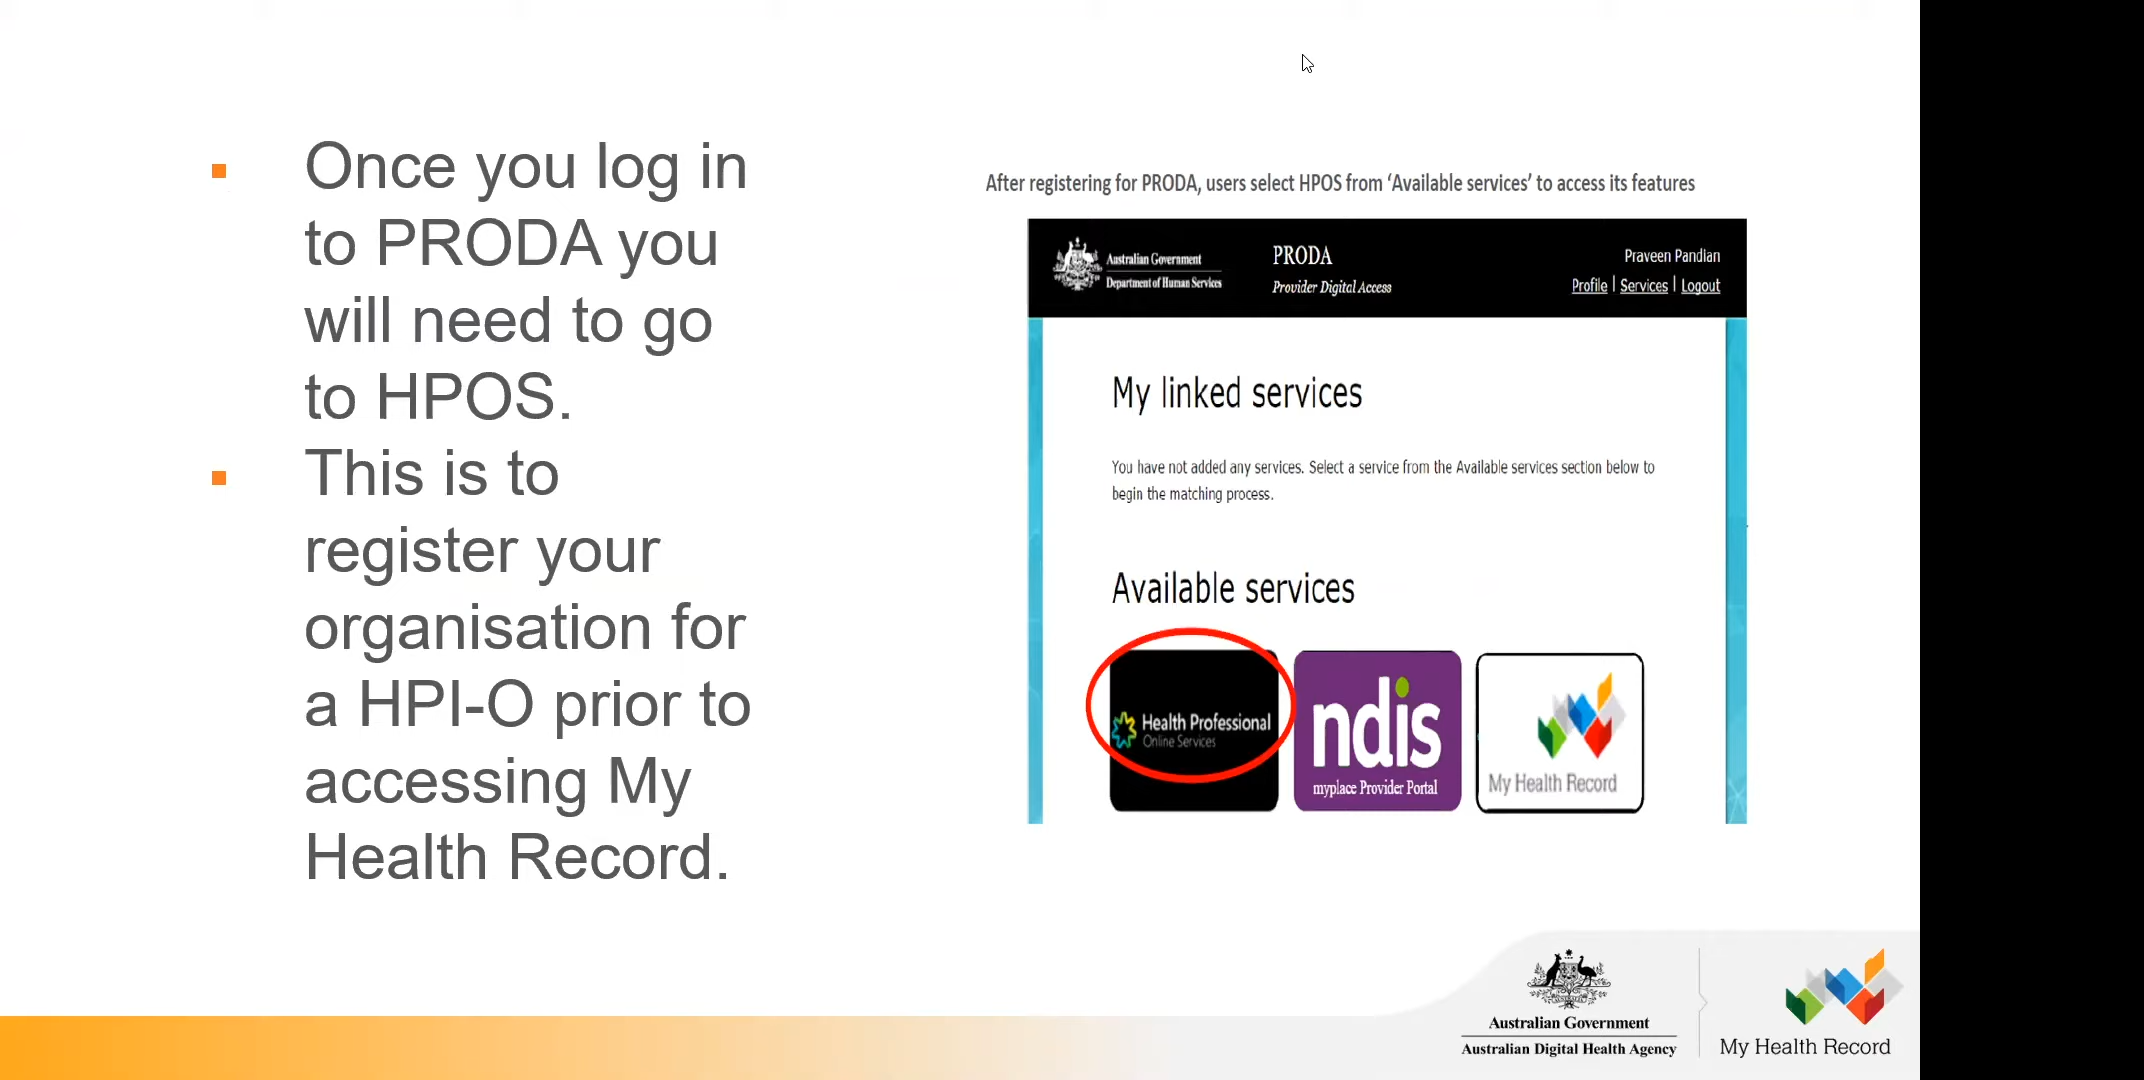 Once you log in
to PRODA you
will need to go
to HPOS.
This is to
register your
organisation for
a HPI-O prior to
accessing My
Health Record.
After registering for PRODA, users select HPOS from ‘Available services’ to access its features
Australian Government
Department of Human Services
PRODA
Provider Digital Access
Praveen Pandian
Profile | Services | Logout
My linked services
You have not added any services. Select a service from the Available services section below to
begin the matching process.
Available services
Health Professional
Online Services
ndis
myplace Provider Portal
My Health Record
Australian Government
Australian Digital Health Agency
My Health Record